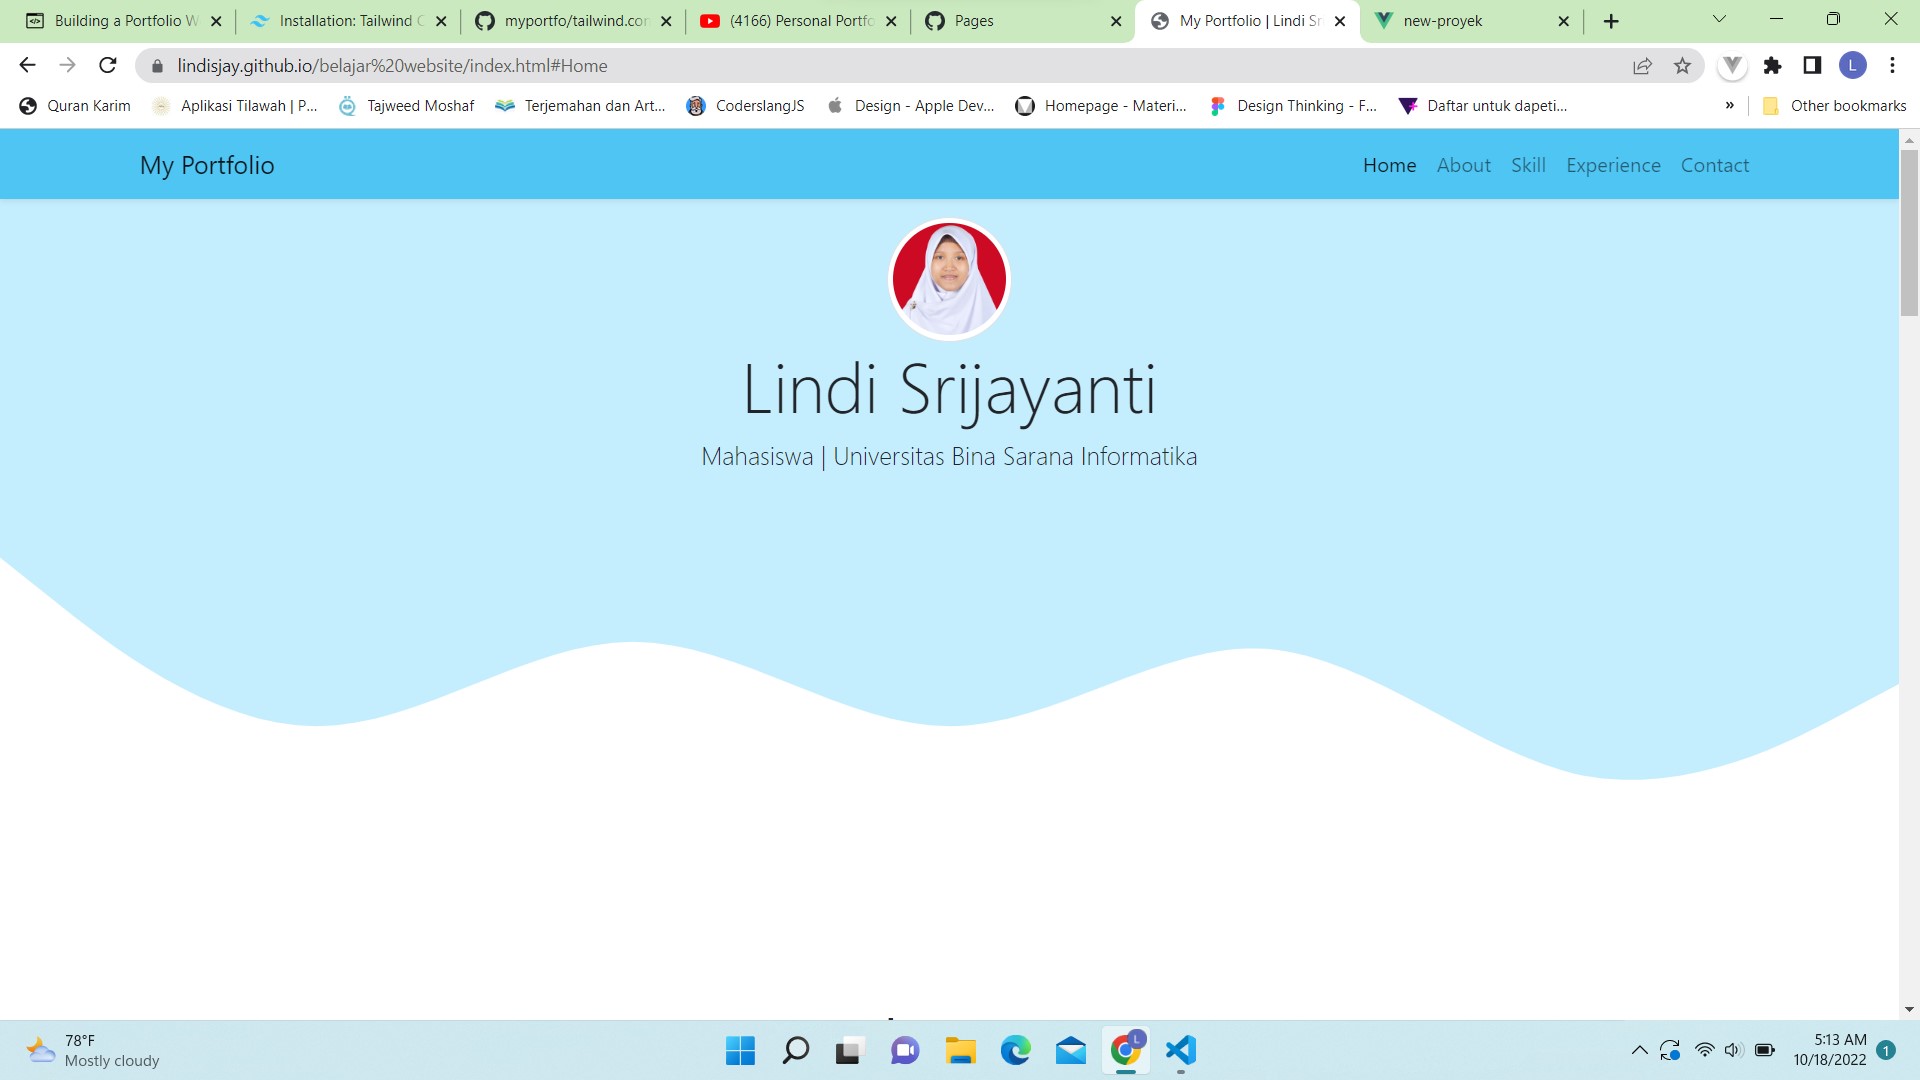 Building a Portfolio W
Installation: Tailwind C
myportfo/tailwind.con
(4166) Personal Portfo
Pages
My Portfolio | Lindi Sr
new-proyek
lindisjay.github.io/belajar%20website/index.html#Home
L
Quran Karim
Aplikasi Tilawah | P...
Tajweed Moshaf
Terjemahan dan Art...
CoderslangJS
Design - Apple Dev...
Homepage - Materi...
Design Thinking - F...
Daftar untuk dapeti...
»
Other bookmarks
My Portfolio
Home
About
Skill
Experience
Contact
Lindi Srijayanti
Mahasiswa | Universitas Bina Sarana Informatika
78°F
Mostly cloudy
L
5:13 AM
10/18/2022
1